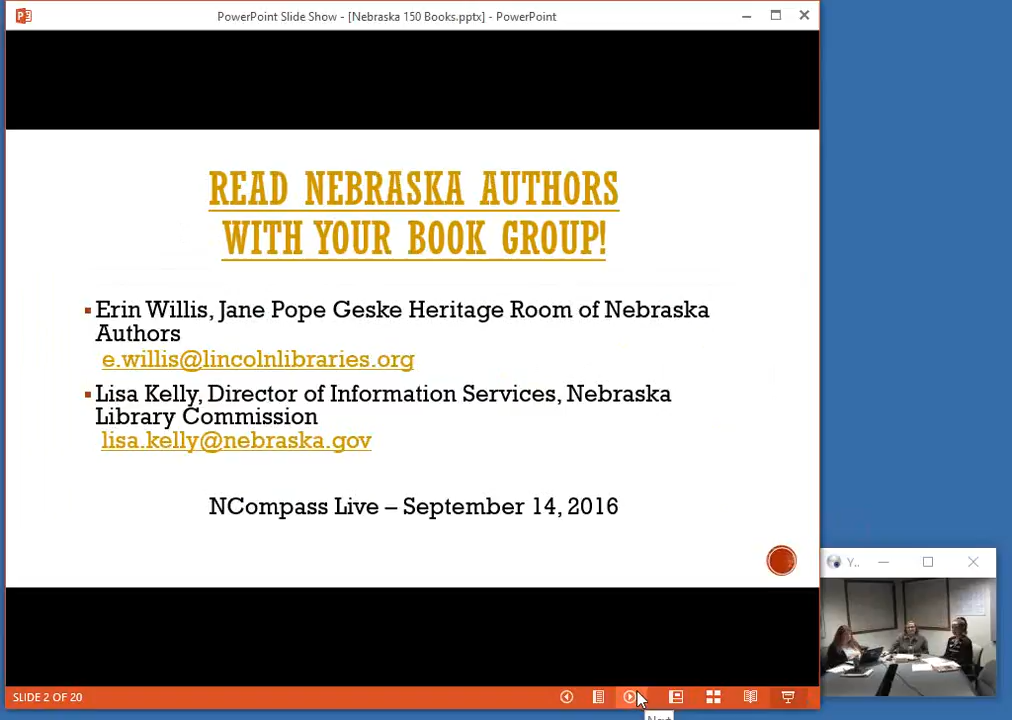 PowerPoint Slide Show - [Nebraska 150 Books.pptx] - PowerPoint
READ NEBRASKA AUTHORS
WITH YOUR BOOK GROUP!
Erin Willis, Jane Pope Geske Heritage Room of Nebraska
Authors
e.willis@lincolnlibraries.org
Lisa Kelly, Director of Information Services, Nebraska
Library Commission
lisa.kelly@nebraska.gov
NCompass Live – September 14, 2016
Y..
SLIDE 2 OF 20
Next